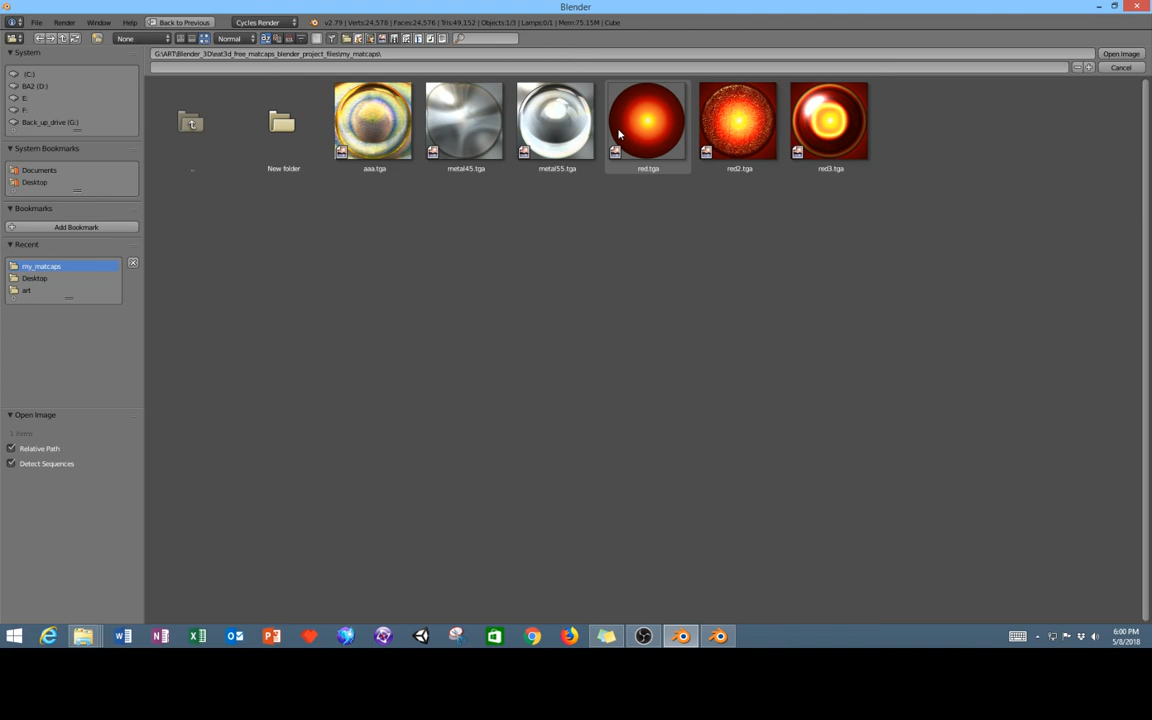 Blender
File Render Window Help Back to Previous Cycles Render v2.79 | Verts:24,578 | Faces:24,576 | Tris:49,152 | Objects:1/3 | Lamps:0/1 | Mem:75.15M | Cube
None Normal
System
(C:)
BA2 (D:)
E:
F:
Back_up_drive (G:)
System Bookmarks
Documents
Desktop
Bookmarks
Add Bookmark
Recent
my_matcaps
Desktop
art
Open Image
Relative Path
Detect Sequences
G:\ART\Blender_3D\eat3d_free_matcaps_blender_project_files\my_matcaps\
Open Image
Cancel
..
New folder
aaa.tga
metal45.tga
metal55.tga
red.tga
red2.tga
red3.tga
6:00 PM
5/8/2018